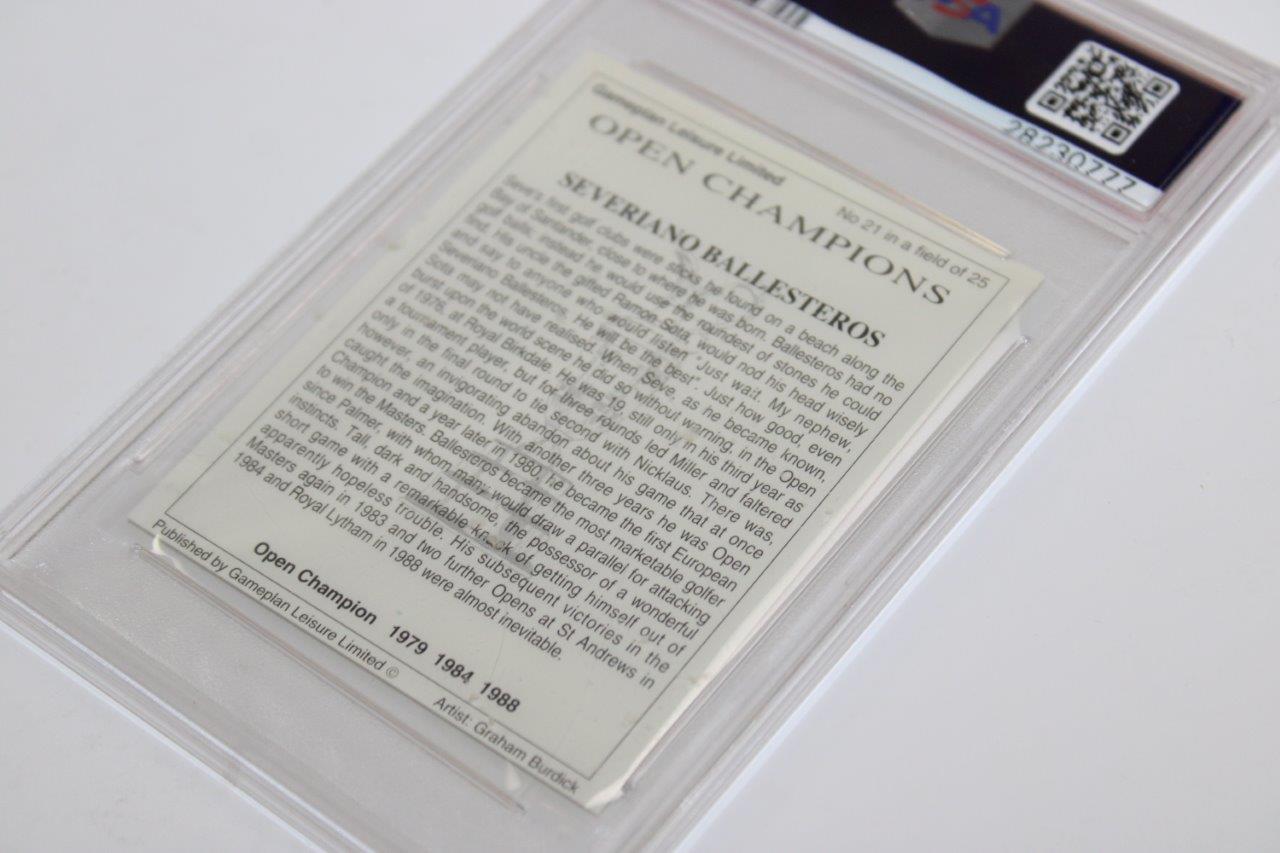 PSA
28230777
Gameplan Leisure Limited
No 21 in a field of 25
OPEN CHAMPIONS
SEVERIANO BALLESTEROS
Seve's first golf clubs were sticks he found on a beach along the
Bay of Santander, close to where he was born. Ballesteros had no
golf balls; instead he would use the roundest of stones he could
find. His uncle the gifted Ramon Sota, would nod his head wisely
and say to anyone who would listen "Just wait. My nephew,
Severiano Ballesteros. He will be the best". Just how good, even
Sota may not have realised. When Seve, as he became known,
burst upon the world scene he did so without warning, in the Open
of 1976, at Royal Birkdale. He was 19, still only in his third year as
a tournament player, but for three rounds led Miller and faltered
only in the final round to tie second with Nicklaus. There was,
however, an invigorating abandon about his game that at once
caught the imagination. With another three years he was Open
Champion and a year later in 1980, he became the first European
to win the Masters. Ballesteros became the most marketable golfer
since Palmer, with whom many would draw a parallel for attacking
instincts. Tall, dark and handsome, the possessor of a wonderful
short game with a remarkable knack of getting himself out of
apparently hopeless trouble. His subsequent victories in the
Masters again in 1983 and two further Opens at St Andrews in
1984 and Royal Lytham in 1988 were almost inevitable.
Open Champion 1979 1984 1988
Published by Gameplan Leisure Limited ©
Artist: Graham Burdick